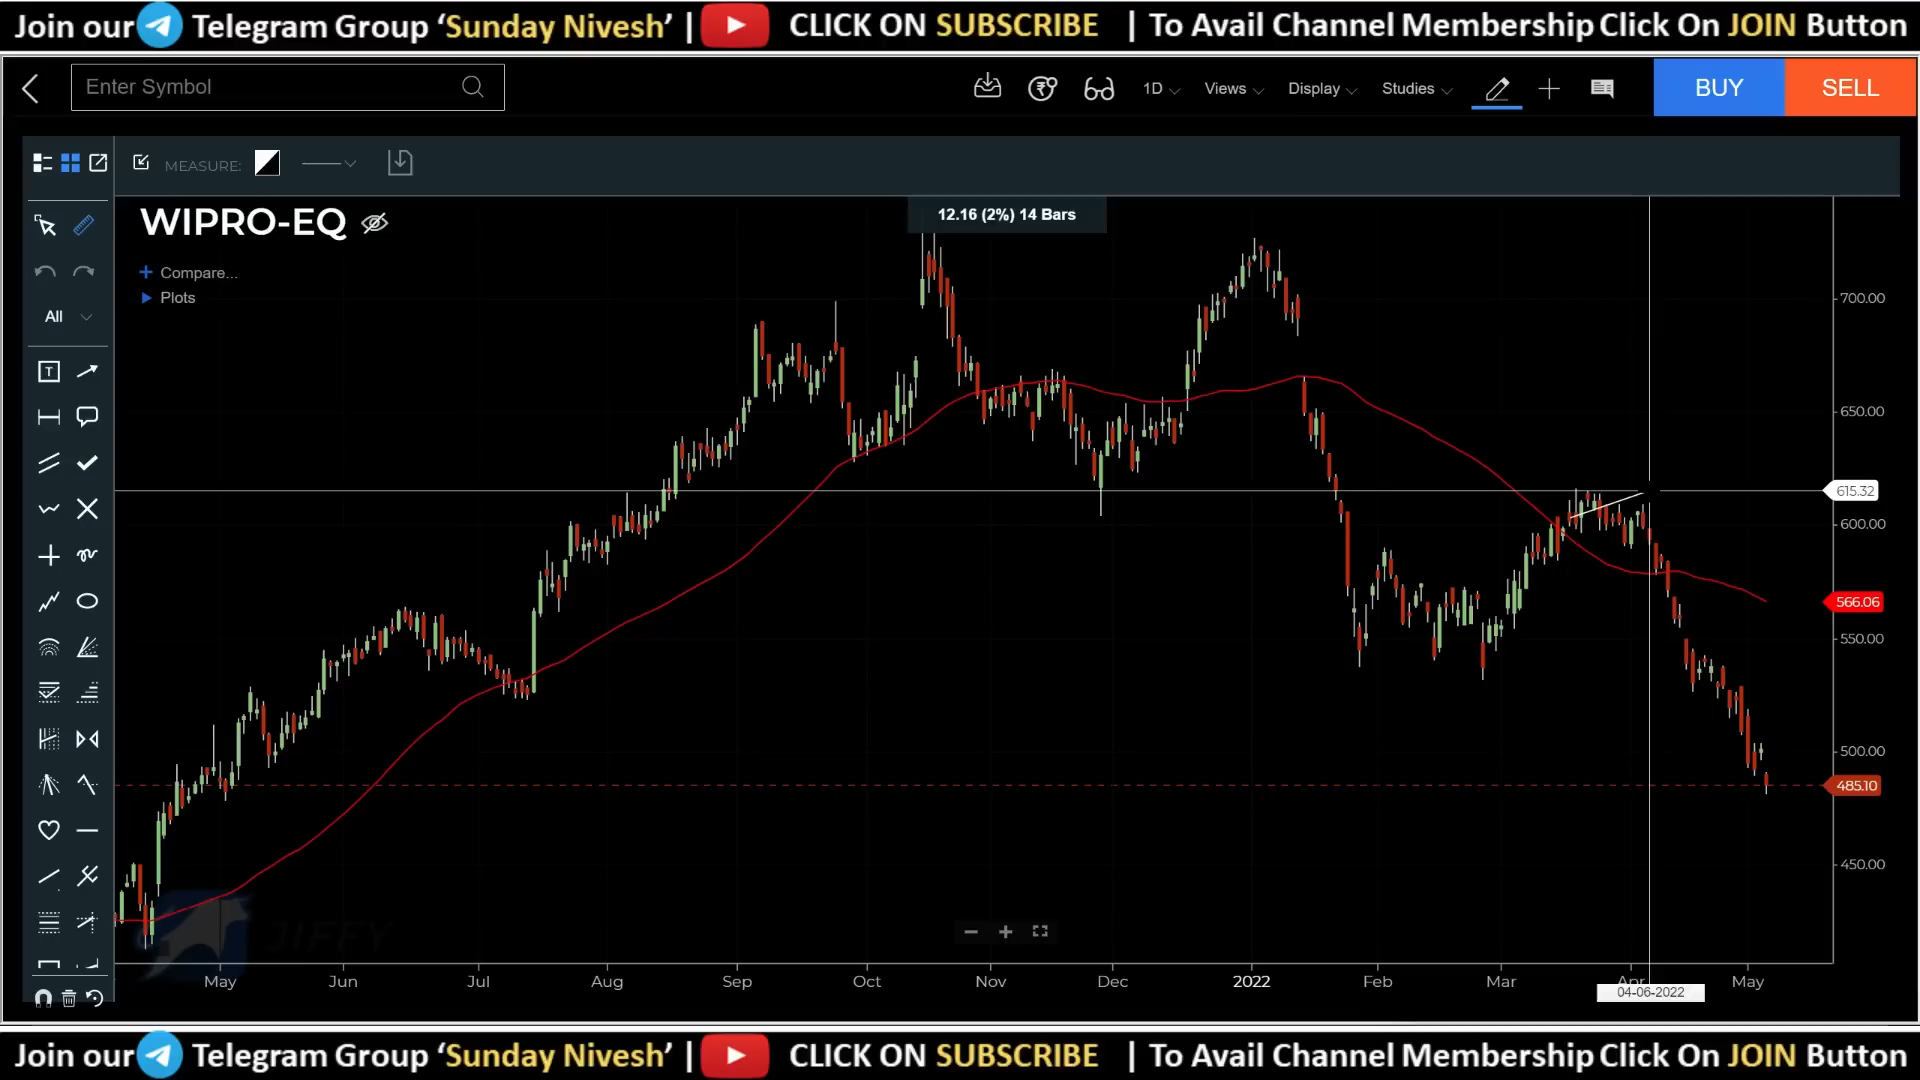 Join our Telegram Group ‘Sunday Nivesh’ | CLICK ON SUBSCRIBE | To Avail Channel Membership Click On JOIN Button
Enter Symbol 1D Views Display Studies BUY SELL
MEASURE:
12.16 (2%) 14 Bars
WIPRO-EQ
Compare...
Plots
All
T
700.00
650.00
615.32
600.00
566.06
550.00
500.00
485.10
450.00
JIFFY
May Jun Jul Aug Sep Oct Nov Dec 2022 Feb Mar Apr May
04-06-2022
Join our Telegram Group ‘Sunday Nivesh’ | CLICK ON SUBSCRIBE | To Avail Channel Membership Click On JOIN Button